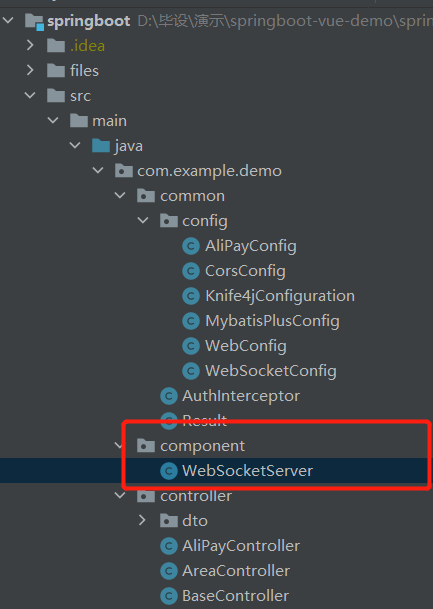 springboot D:\毕设\演示\springboot-vue-demo\spri
.idea
files
src
main
java
com.example.demo
common
config
AliPayConfig
CorsConfig
Knife4jConfiguration
MybatisPlusConfig
WebConfig
WebSocketConfig
AuthInterceptor
Result
component
WebSocketServer
controller
dto
AliPayController
AreaController
BaseController